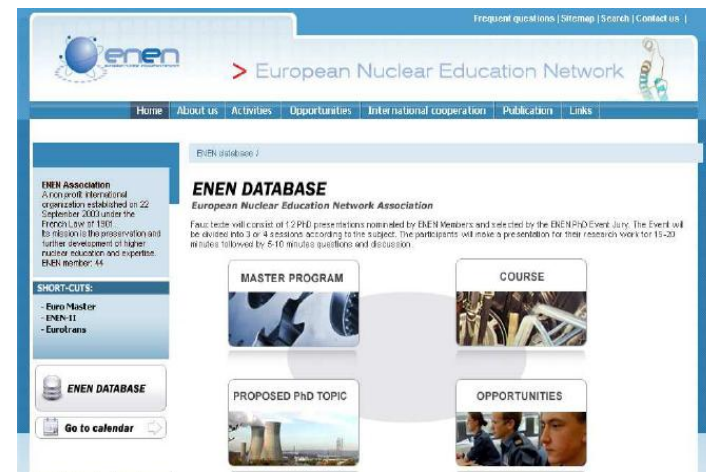 Frequent questions | Sitemap | Search | Contact us |
enen
> European Nuclear Education Network
Home About us Activities Opportunities International cooperation Publication Links
ENEN database /
ENEN Association
A non profit international
organization established on 22
September 2003 under the
French Law of 1901.
Its mission is the preservation and
further development of higher
nuclear education and expertise.
ENEN member: 44
SHORT-CUTS:
- Euro Master
- ENEN-II
- Eurotrans
ENEN DATABASE
Go to calendar
ENEN DATABASE
European Nuclear Education Network Association
Faux texte will consist of 12 PhD presentations nominated by ENEN Members and selected by the ENEN PhD Event Jury. The Event will
be divided into 3 or 4 sessions according to the subject. The participants will make a presentation for their research work for 15-20
minutes followed by 5-10 minutes questions and discussion.
MASTER PROGRAM
COURSE
PROPOSED PhD TOPIC
OPPORTUNITIES